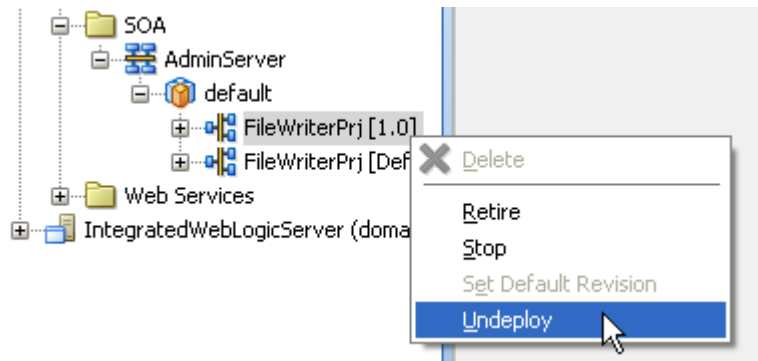 SOA
AdminServer
default
FileWriterPrj [1.0]
FileWriterPrj [Def
Delete
Web Services
Retire
IntegratedWebLogicServer (doma
Stop
Set Default Revision
Undeploy